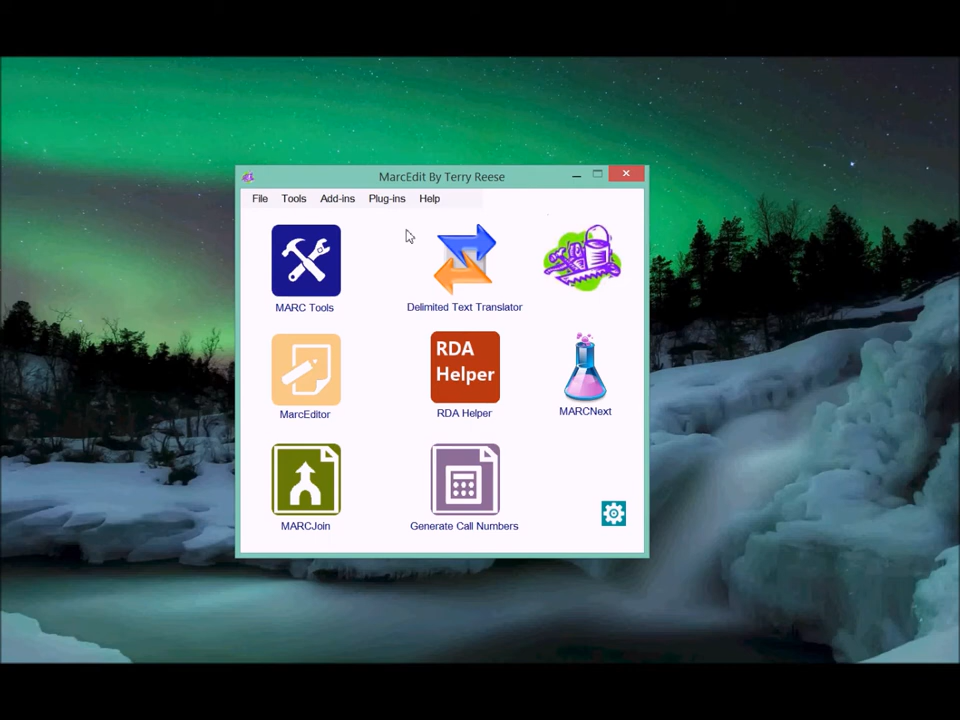 MarcEdit By Terry Reese
File Tools Add-ins Plug-ins Help
MARC Tools
Delimited Text Translator
RDA
Helper
MarcEditor
RDA Helper
MARCNext
MARCJoin
Generate Call Numbers